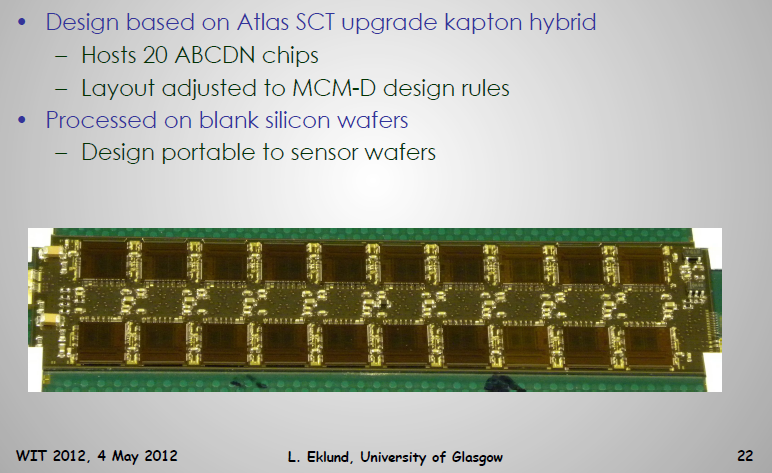 • Design based on Atlas SCT upgrade kapton hybrid
– Hosts 20 ABCDN chips
– Layout adjusted to MCM-D design rules
• Processed on blank silicon wafers
– Design portable to sensor wafers
WIT 2012, 4 May 2012 L. Eklund, University of Glasgow 22